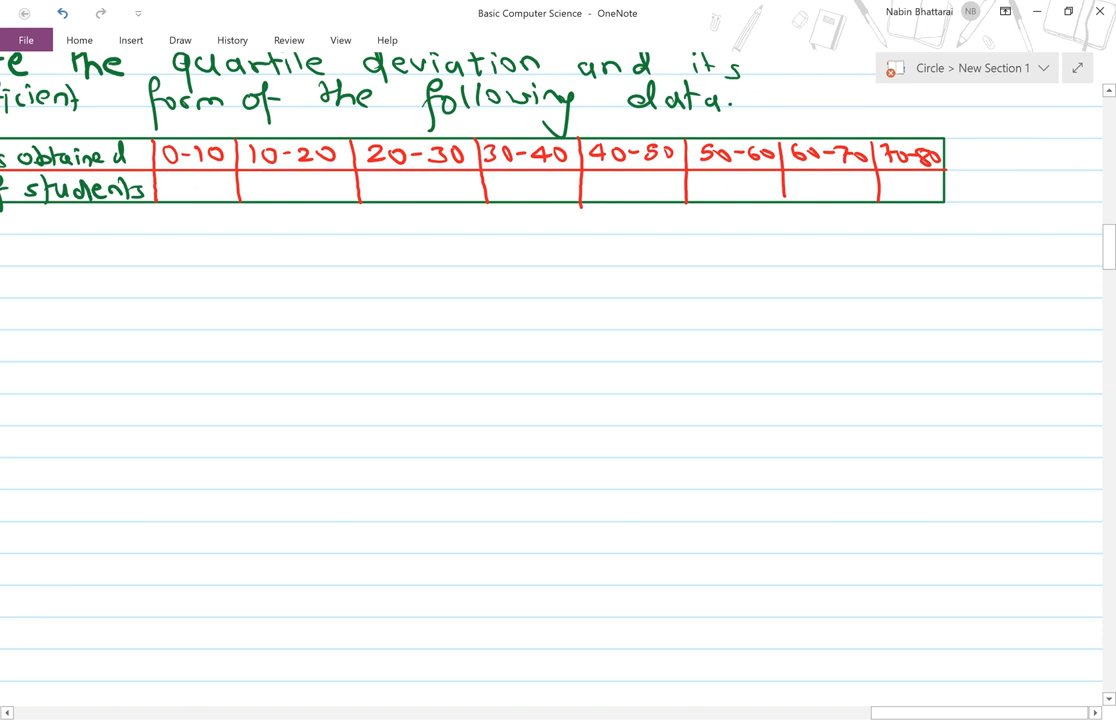 Basic Computer Science - OneNote
Nabin Bhattarai NB
File Home Insert Draw History Review View Help
the quartile deviation and its
Circle > New Section 1
ficient form of the following data.
s obtained 0-10 10-20 20-30 30-40 40-50 50-60 60-70 70-80
f students